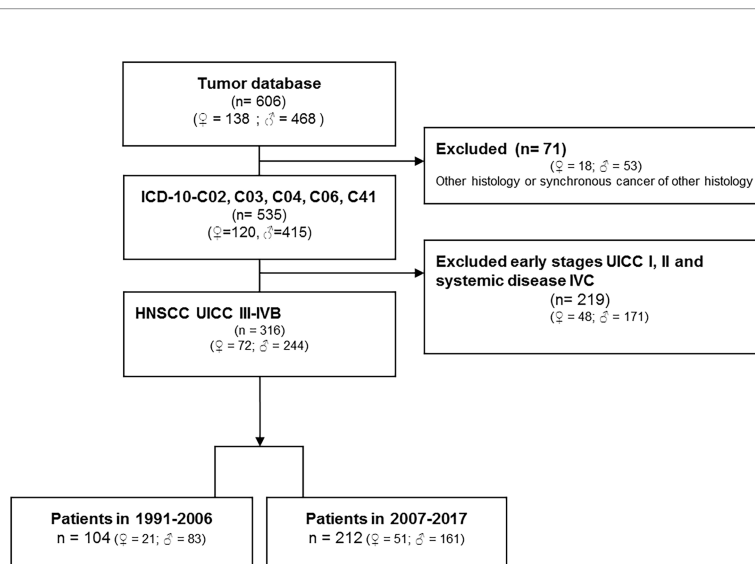 Tumor database
(n= 606)
(♀ = 138 ; ♂ = 468 )
Excluded (n= 71)
(♀ = 18; ♂ = 53)
Other histology or synchronous cancer of other histology
ICD-10-C02, C03, C04, C06, C41
(n= 535)
(♀=120, ♂=415)
Excluded early stages UICC I, II and
systemic disease IVC
(n= 219)
(♀ = 48; ♂ = 171)
HNSCC UICC III-IVB
(n = 316)
(♀ = 72; ♂ = 244)
Patients in 1991-2006
n = 104 (♀ = 21; ♂ = 83)
Patients in 2007-2017
n = 212 (♀ = 51; ♂ = 161)